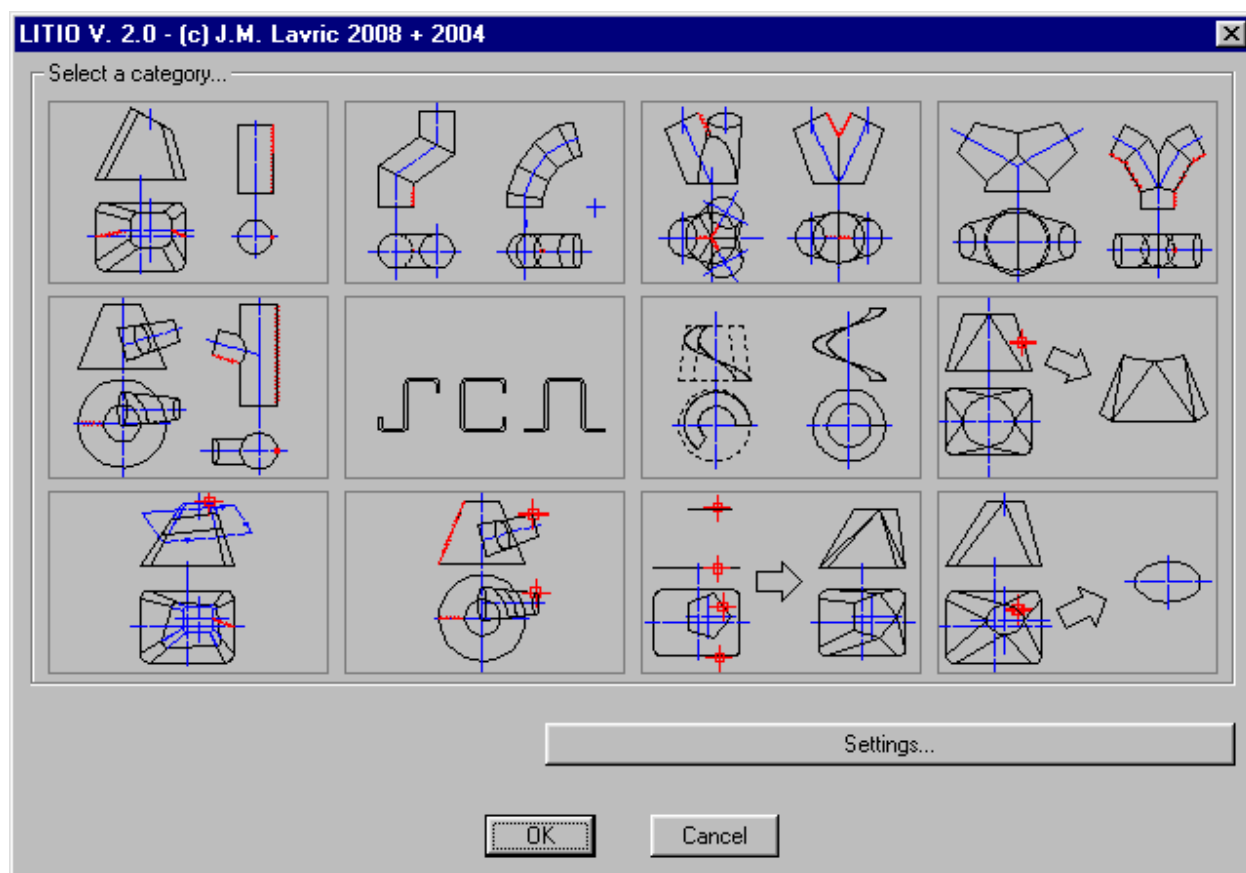 LITIO V. 2.0 - (c) J.M. Lavric 2008 + 2004
Select a category...
Settings...
OK
Cancel